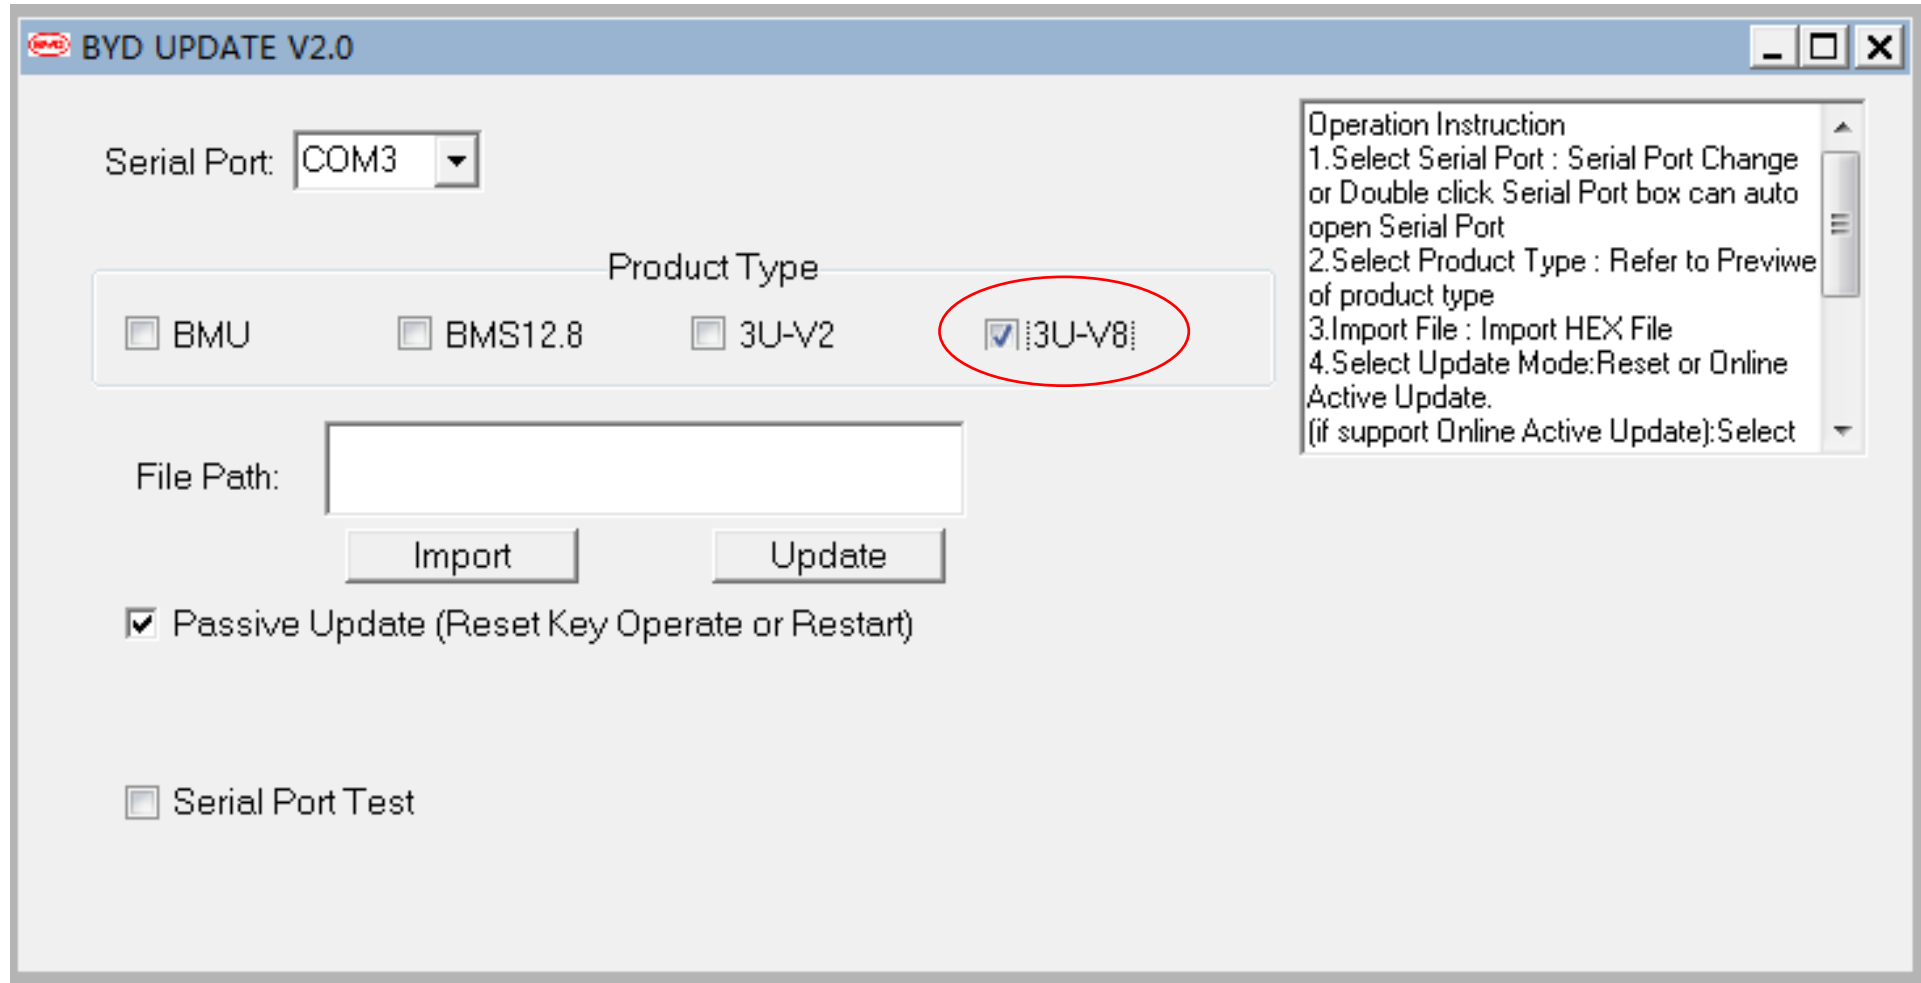 BYD BYD UPDATE V2.0
Serial Port: COM3
Product Type
BMU BMS12.8 3U-V2 3U-V8
File Path:
Import Update
Passive Update (Reset Key Operate or Restart)
Serial Port Test
Operation Instruction
1.Select Serial Port : Serial Port Change
or Double click Serial Port box can auto
open Serial Port
2.Select Product Type : Refer to Previwe
of product type
3.Import File : Import HEX File
4.Select Update Mode:Reset or Online
Active Update.
(if support Online Active Update):Select